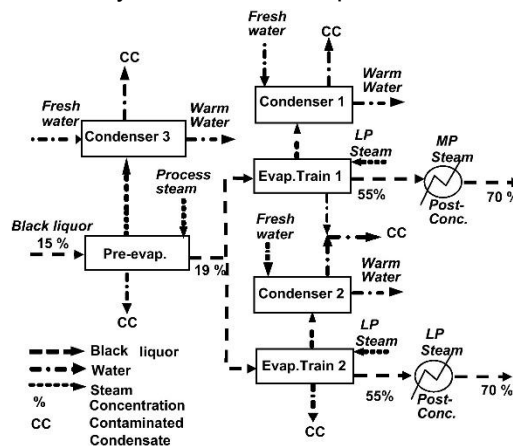 CC
Fresh
water
Condenser 1
Warm
Water
Fresh
water
Condenser 3
Warm
Water
LP
Steam
Evap.Train 1
55%
MP
Steam
Post-
Conc.
70 %
Process
steam
Black liquor
15 %
Pre-evap.
19 %
CC
Fresh
water
CC
Condenser 2
Warm
Water
CC
LP
Steam
Evap.Train 2
55%
LP
Steam
Post-
Conc.
70 %
CC
Black liquor
Water
Steam
% Concentration
CC Contaminated
Condensate